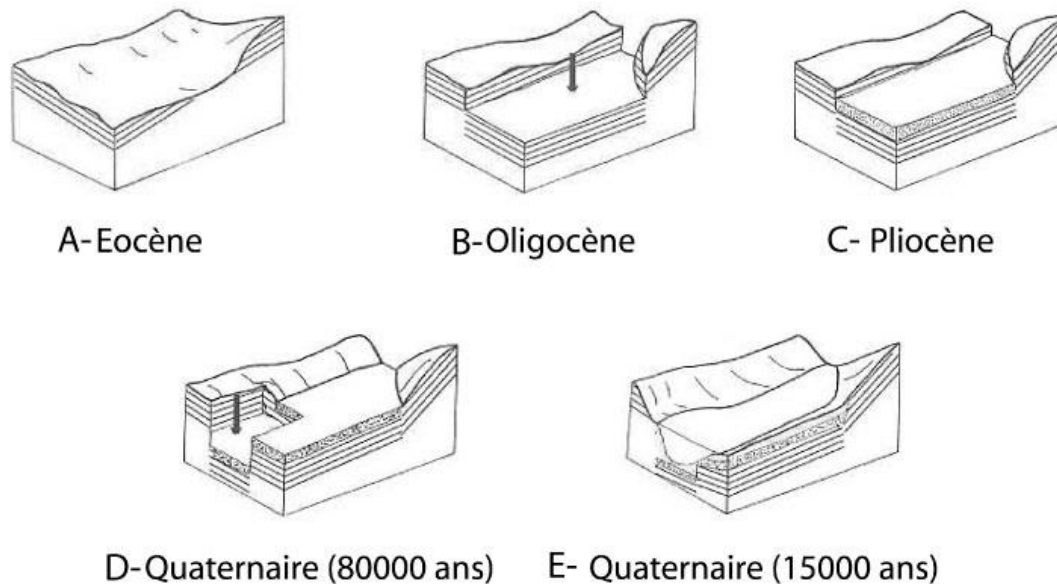 A- Eocène
B-Oligocène
C- Pliocène
D-Quaternaire (80000 ans)
E- Quaternaire (15000 ans)